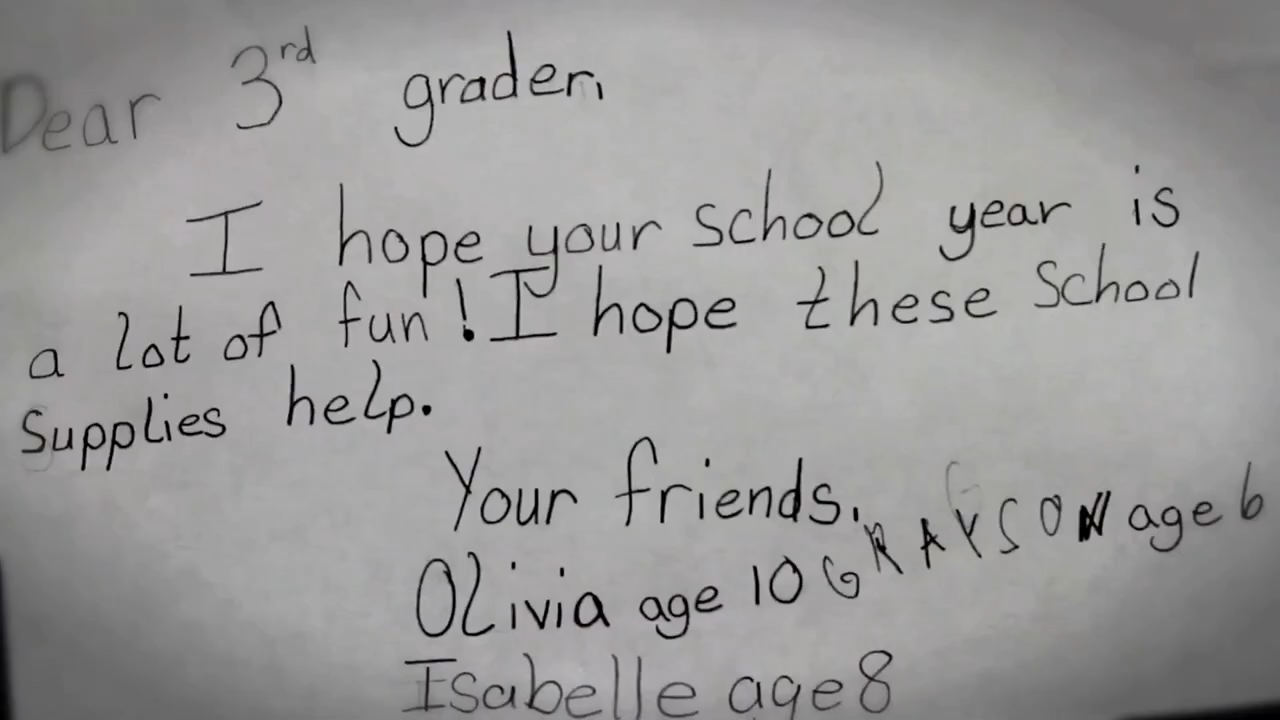 Dear 3rd grader,
I hope your school year is
a lot of fun! I hope these School
Supplies help.
Your friends,
Olivia age 10 GRAYSON age 6
Isabelle age 8